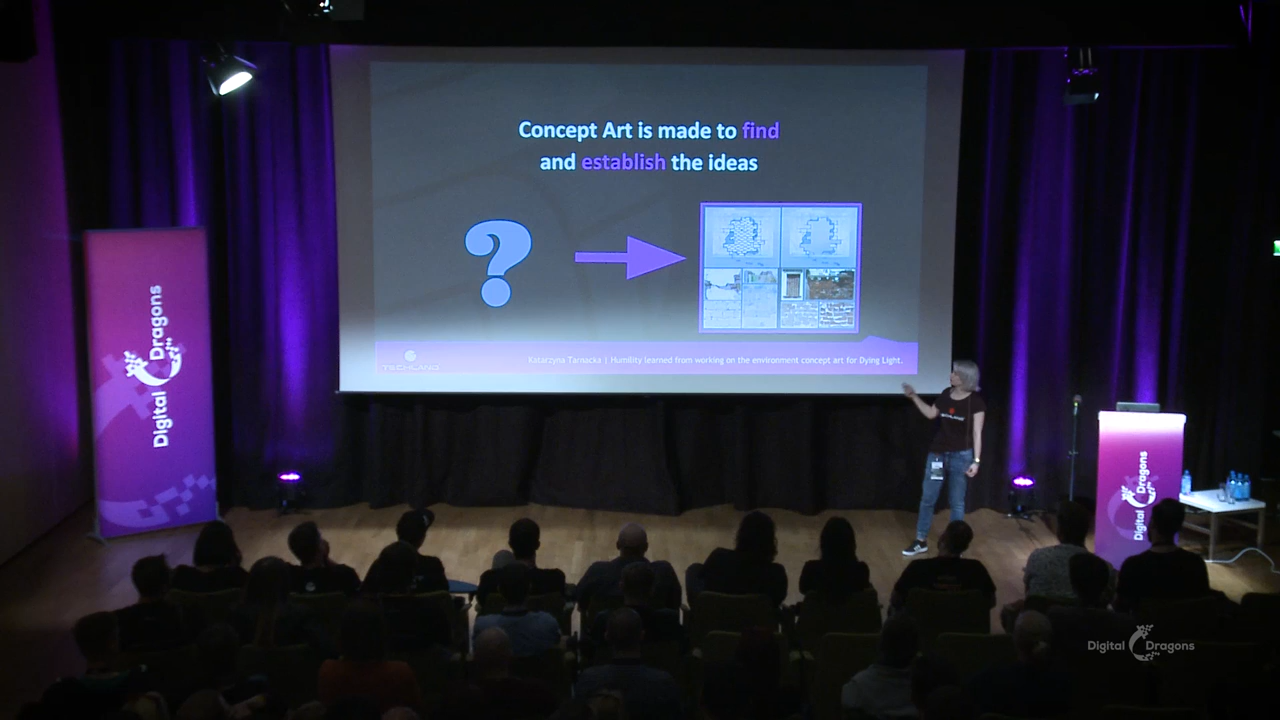 Concept Art is made to find
and establish the ideas
?
TECHLAND
Katarzyna Tarnacka | Humility learned from working on the environment concept art for Dying Light.
Digital Dragons
Digital Dragons
Digital Dragons